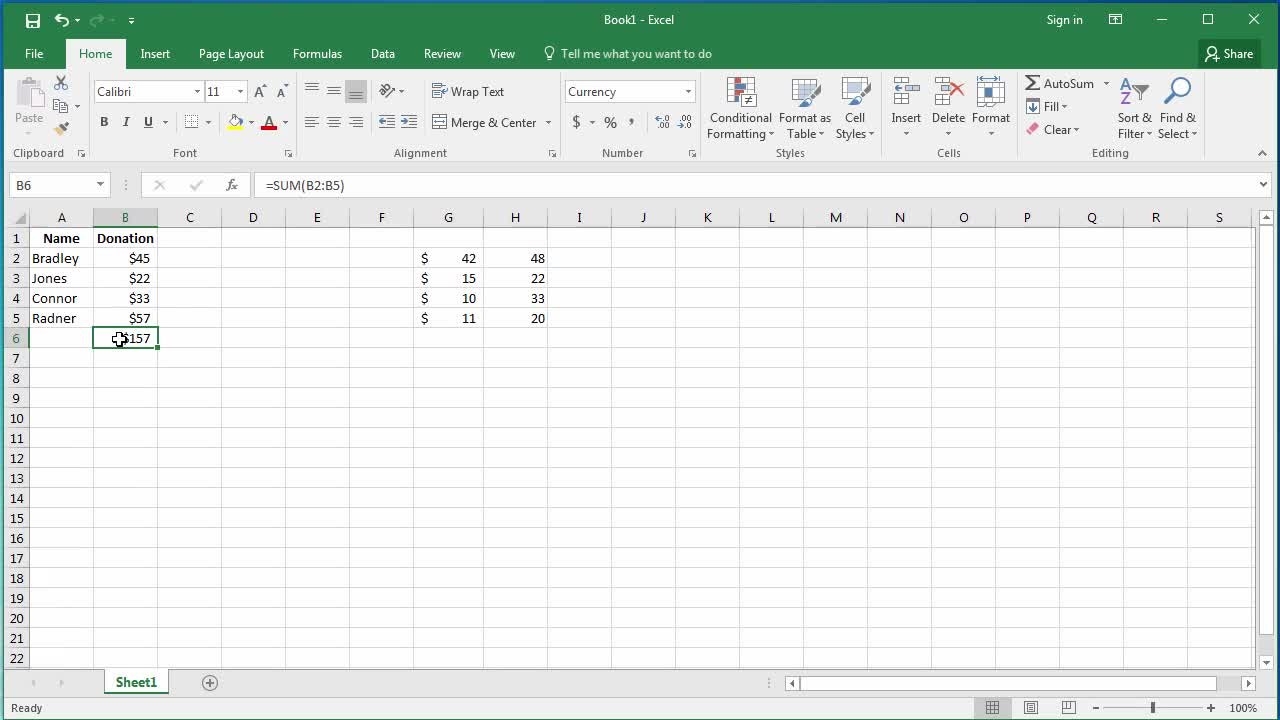 Book1 - Excel
Sign in
File Home Insert Page Layout Formulas Data Review View Tell me what you want to do Share
Paste
Calibri 11
Wrap Text
Currency
Conditional Formatting
Format as Table
Cell Styles
Insert Delete Format
AutoSum
Fill
Clear
Sort & Filter
Find & Select
B I U
Merge & Center
$ % ,
Clipboard Font Alignment Number Styles Cells Editing
B6 fx =SUM(B2:B5)
A B C D E F G H I J K L M N O P Q R S
1 Name Donation
2 Bradley $45 $ 42 48
3 Jones $22 $ 15 22
4 Connor $33 $ 10 33
5 Radner $57 $ 11 20
6 $157
7
8
9
10
11
12
13
14
15
16
17
18
19
20
21
22
Sheet1
Ready 100%